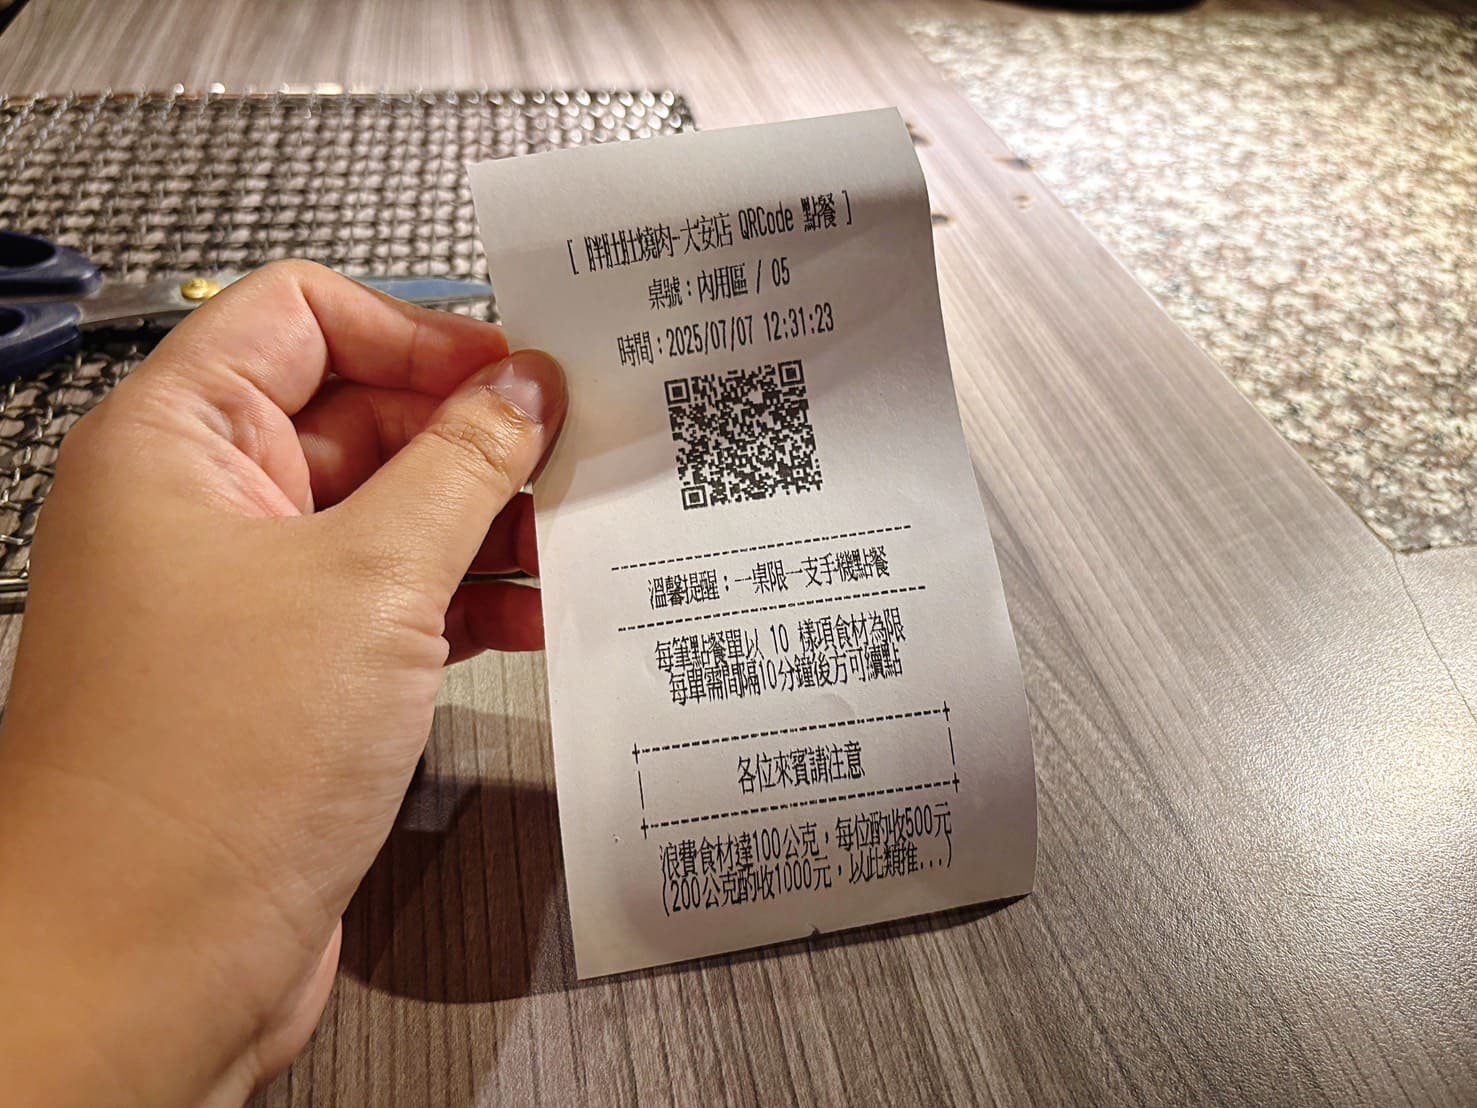 [ 胖肚肚燒肉-大安店 QRCode 點餐 ]
桌號：內用區 / 05
時間：2025/07/07 12:31:23
溫馨提醒：一桌限一支手機點餐
每筆點餐單以 10 樣項食材為限
每單需間隔10分鐘後方可續點
各位來賓請注意
浪費食材達100公克，每位酌收500元
(200公克酌收1000元，以此類推...)